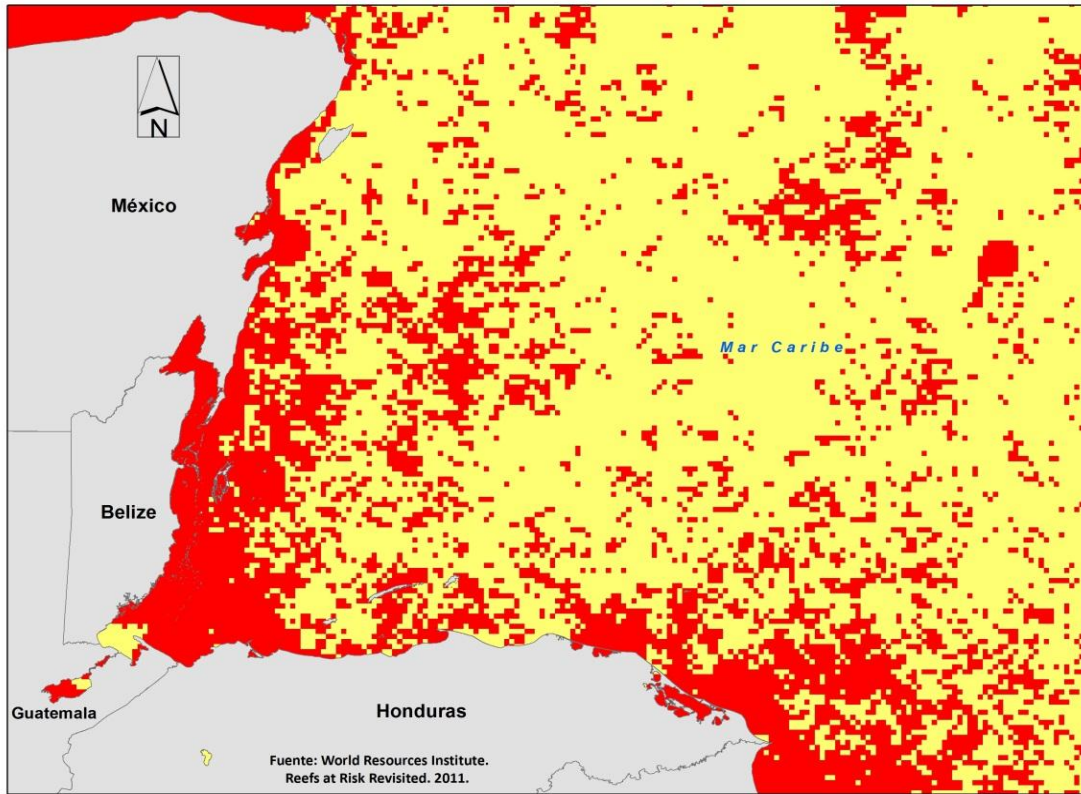 N
México
Mar Caribe
Belize
Guatemala
Honduras
Fuente: World Resources Institute.
Reefs at Risk Revisited. 2011.